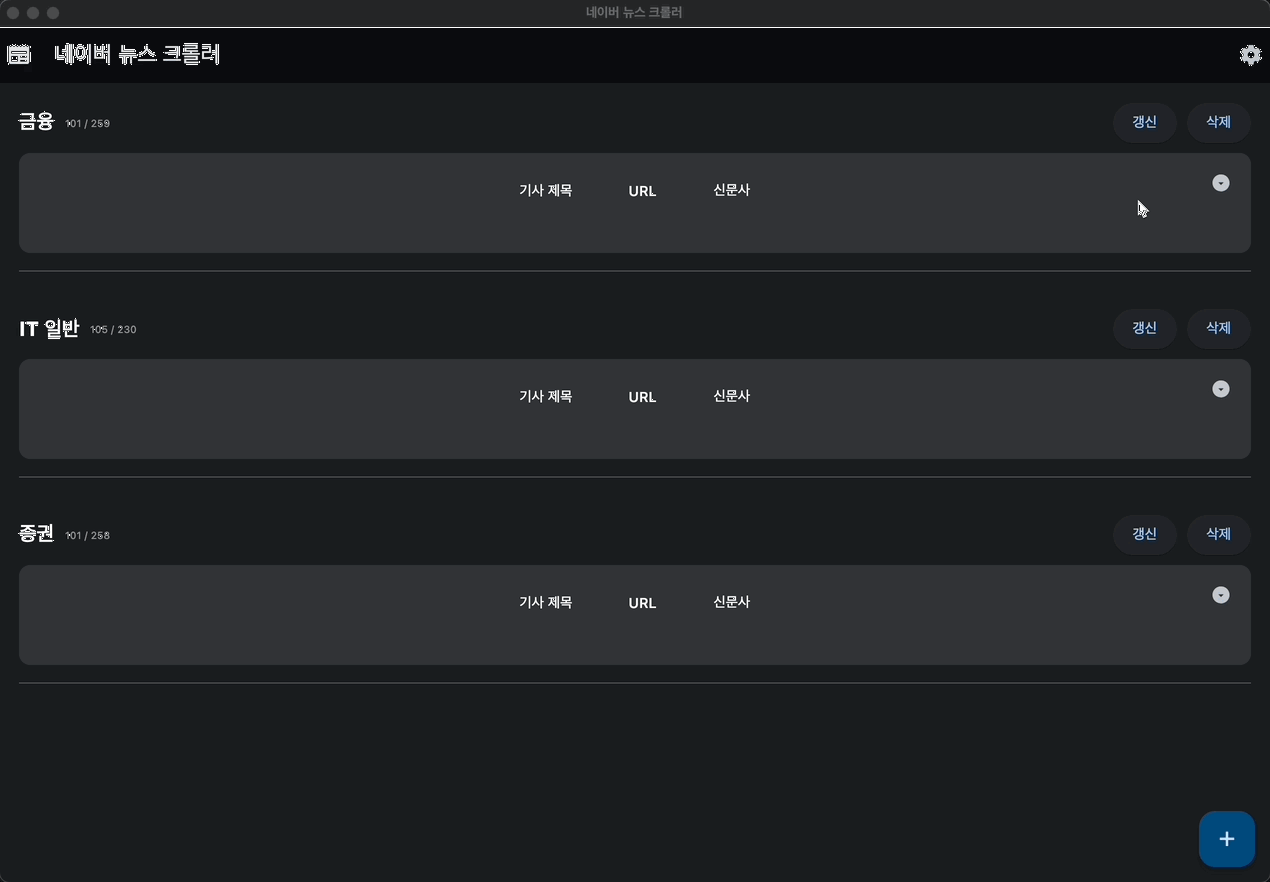 네이버 뉴스 크롤러
네이버 뉴스 크롤러
금융 101 / 259 갱신 삭제
기사 제목 URL 신문사
IT 일반 105 / 230 갱신 삭제
기사 제목 URL 신문사
증권 101 / 258 갱신 삭제
기사 제목 URL 신문사
+